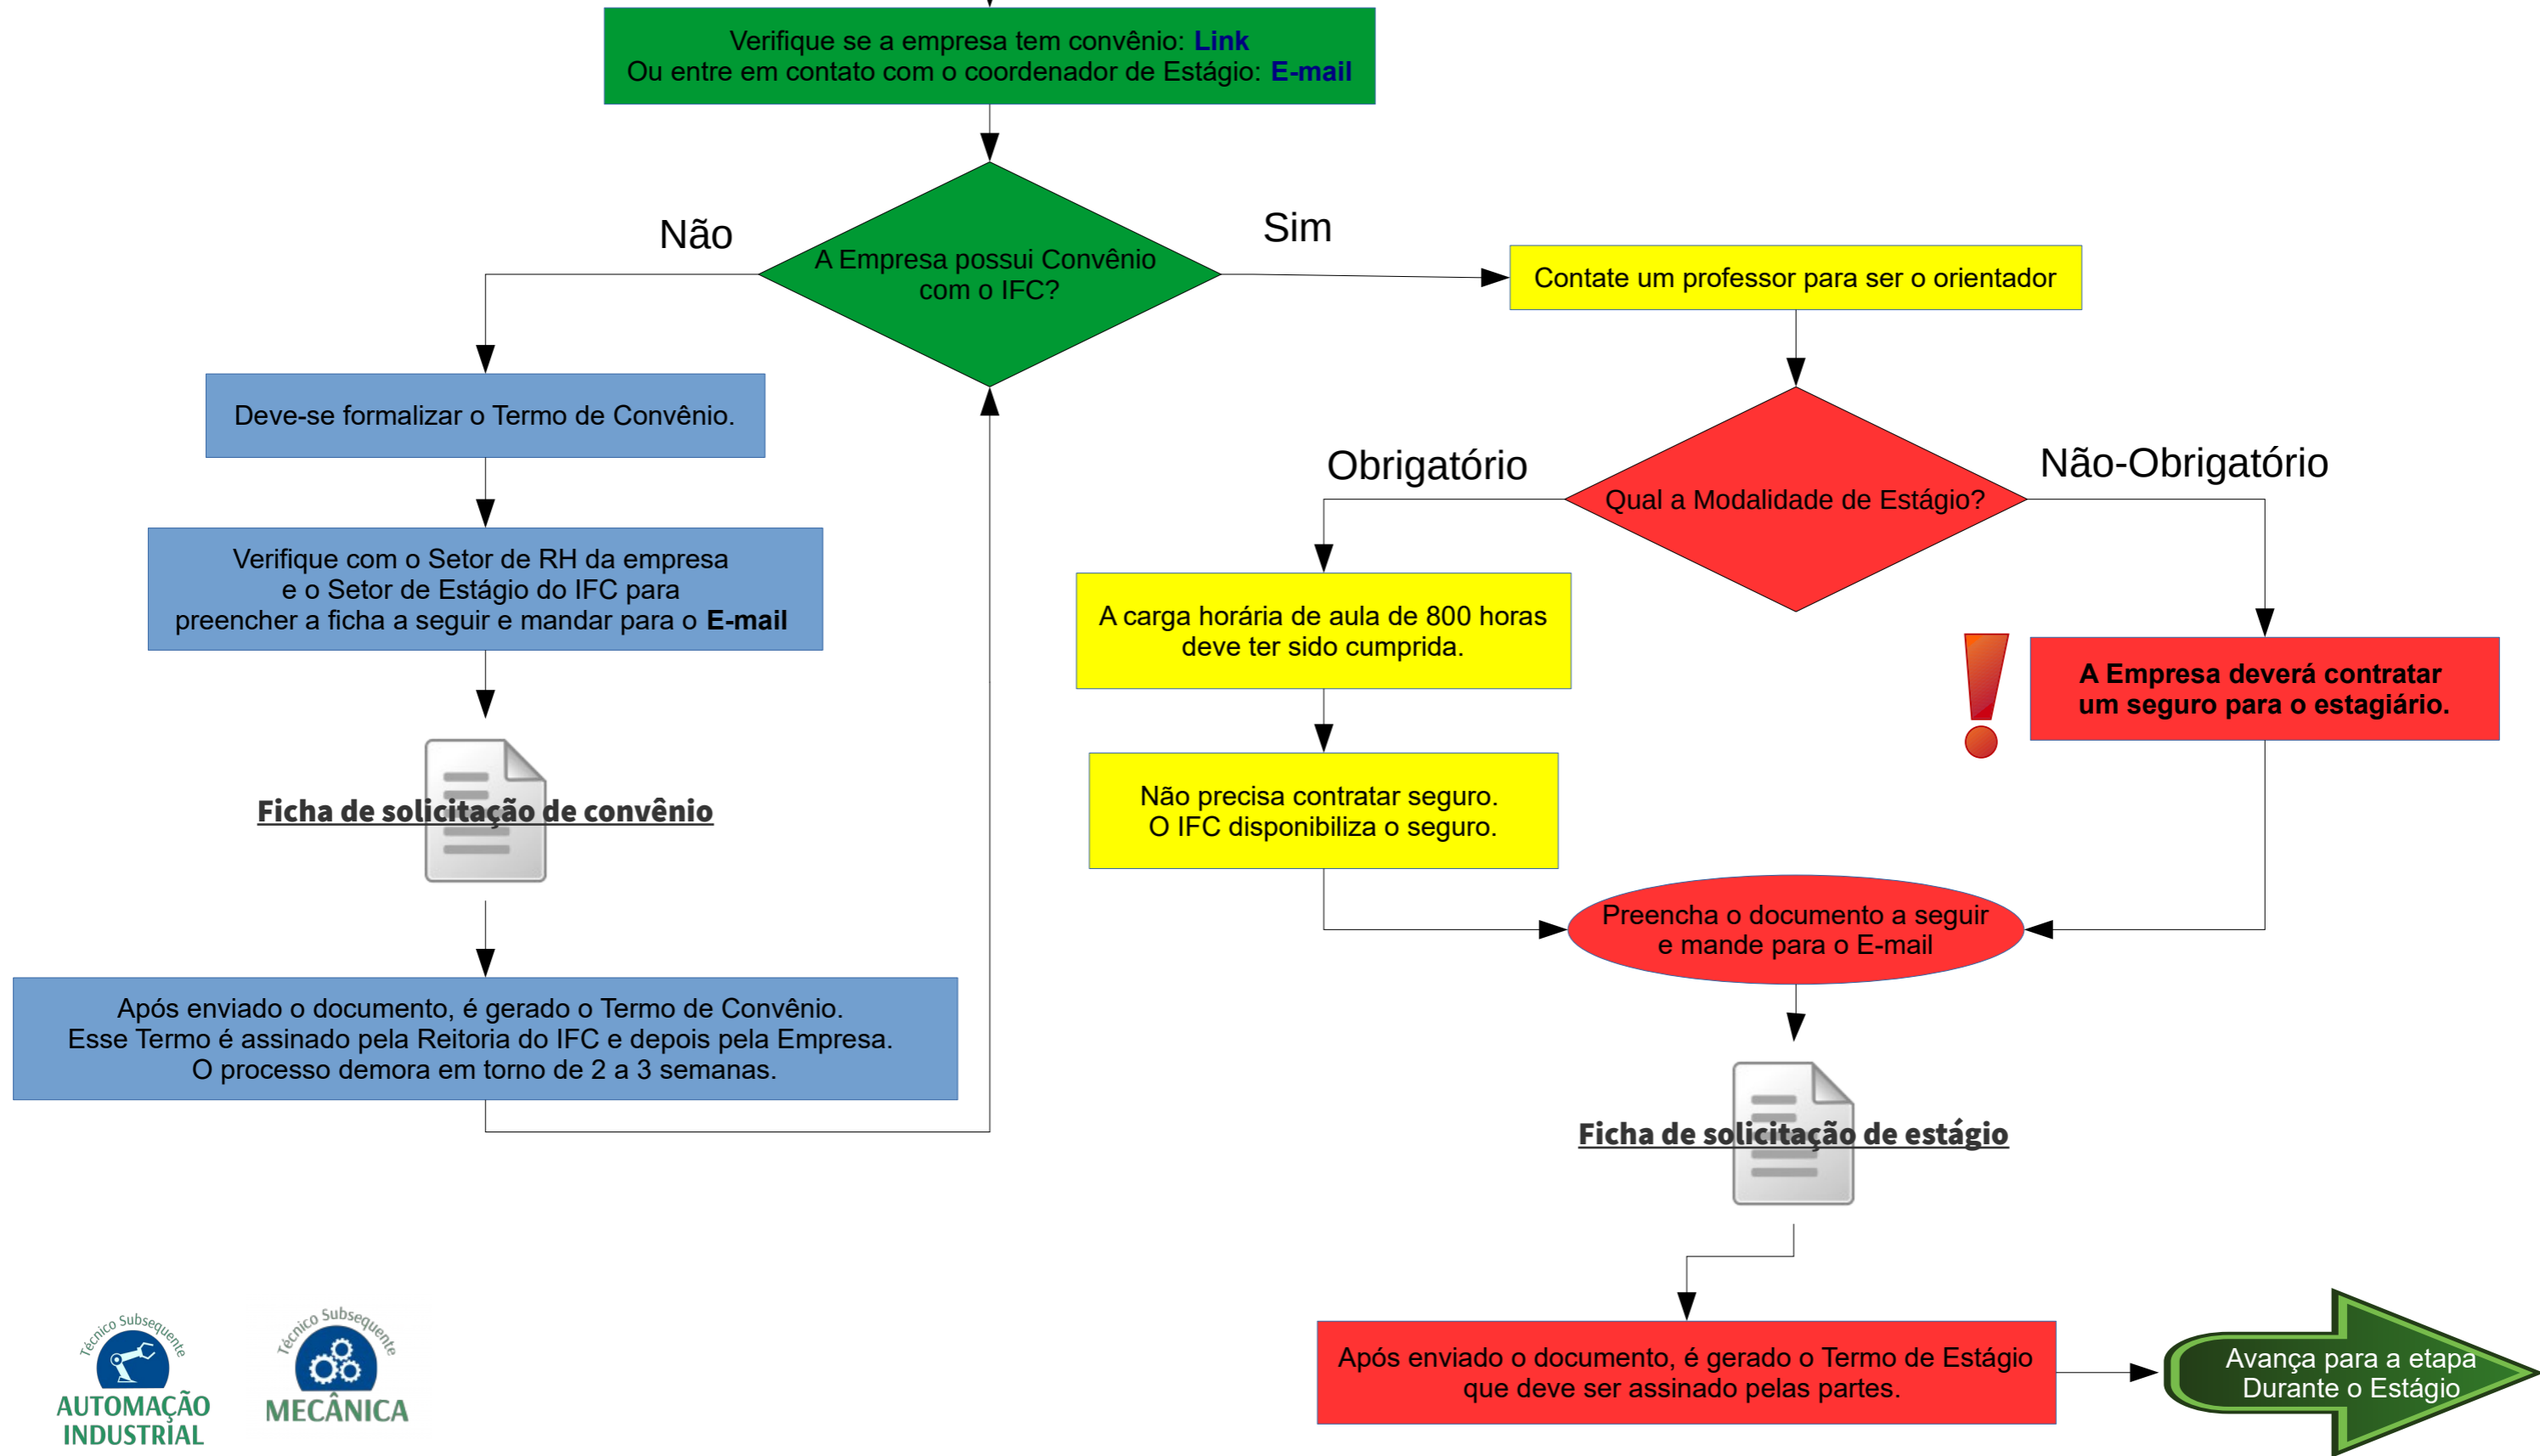 Verifique se a empresa tem convênio: Link
Ou entre em contato com o coordenador de Estágio: E-mail
Não
Sim
A Empresa possui Convênio
com o IFC?
Contate um professor para ser o orientador
Deve-se formalizar o Termo de Convênio.
Obrigatório
Não-Obrigatório
Qual a Modalidade de Estágio?
Verifique com o Setor de RH da empresa
e o Setor de Estágio do IFC para
preencher a ficha a seguir e mandar para o E-mail
A carga horária de aula de 800 horas
deve ter sido cumprida.
A Empresa deverá contratar
um seguro para o estagiário.
Ficha de solicitação de convênio
Não precisa contratar seguro.
O IFC disponibiliza o seguro.
Preencha o documento a seguir
e mande para o E-mail
Após enviado o documento, é gerado o Termo de Convênio.
Esse Termo é assinado pela Reitoria do IFC e depois pela Empresa.
O processo demora em torno de 2 a 3 semanas.
Ficha de solicitação de estágio
Após enviado o documento, é gerado o Termo de Estágio
que deve ser assinado pelas partes.
Avança para a etapa
Durante o Estágio
Técnico Subsequente
AUTOMAÇÃO
INDUSTRIAL
Técnico Subsequente
MECÂNICA